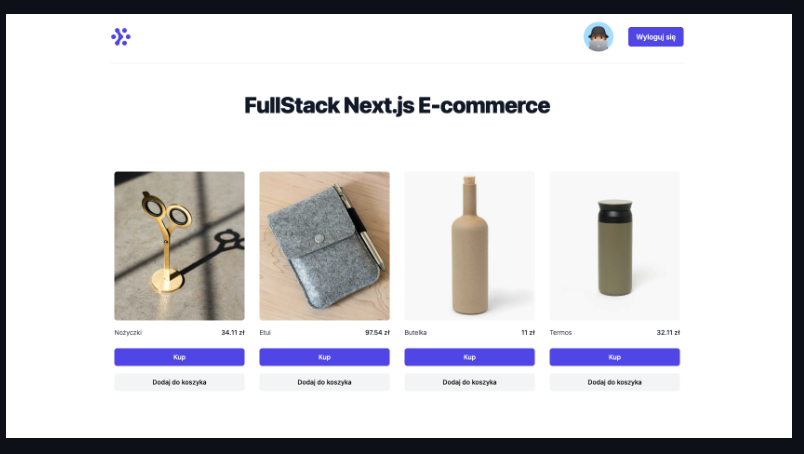 Wyloguj się
FullStack Next.js E-commerce
Nożyczki 34.11 zł
Etui 97.54 zł
Butelka 11 zł
Termos 32.11 zł
Kup
Kup
Kup
Kup
Dodaj do koszyka
Dodaj do koszyka
Dodaj do koszyka
Dodaj do koszyka